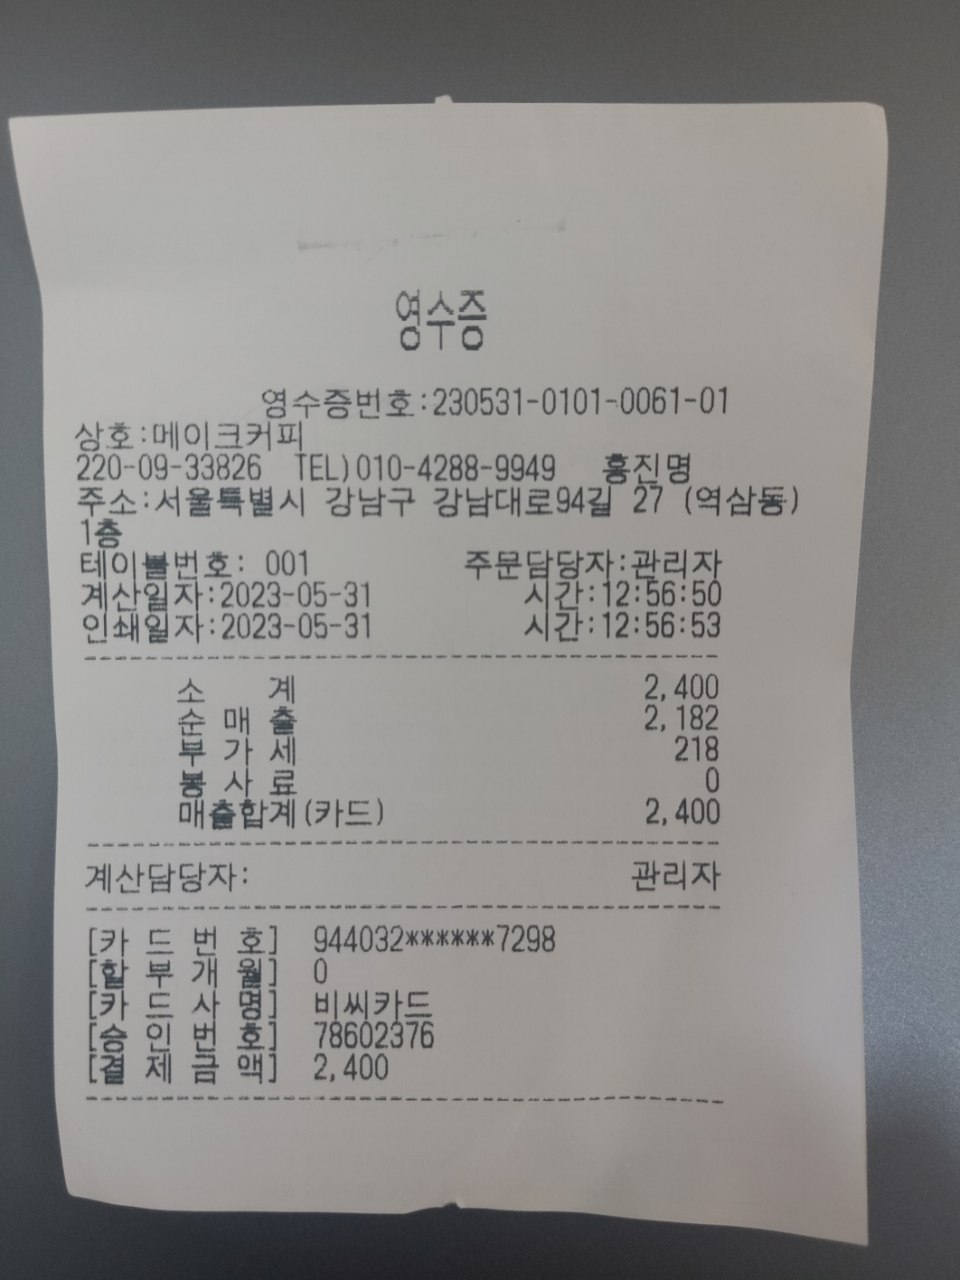 영수증
영수증번호:230531-0101-0061-01
상호:메이크커피
220-09-33826 TEL)010-4288-9949 홍진명
주소:서울특별시 강남구 강남대로94길 27 (역삼동)
1층
테이블번호: 001 주문담당자:관리자
계산일자:2023-05-31 시간:12:56:50
인쇄일자:2023-05-31 시간:12:56:53
소 계 2,400
순 매 출 2,182
부 가 세 218
봉 사 료 0
매출합계(카드) 2,400
계산담당자: 관리자
[카 드 번 호] 944032******7298
[할 부 개 월] 0
[카 드 사 명] 비씨카드
[승 인 번 호] 78602376
[결 제 금 액] 2,400